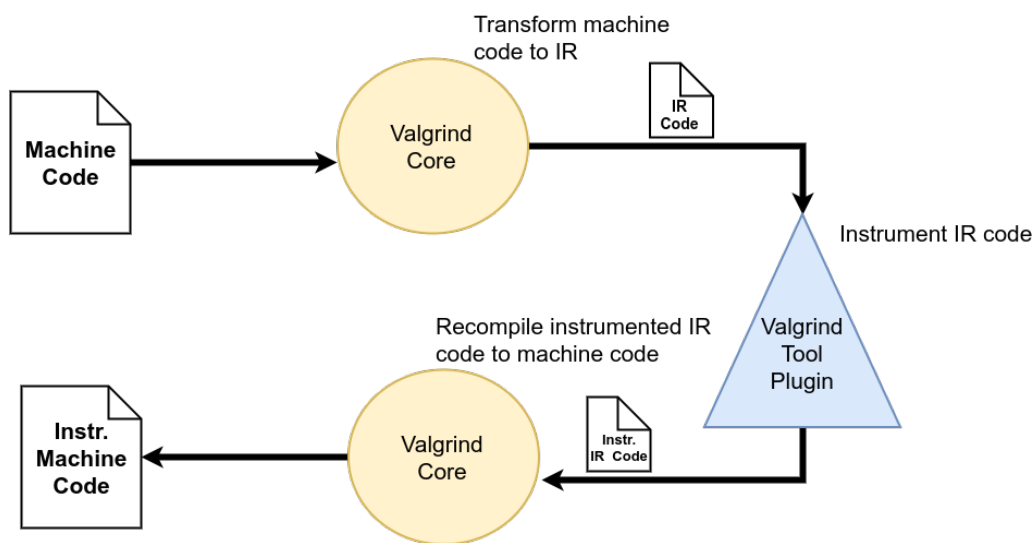 Transform machine
code to IR
IR
Code
Machine
Code
Valgrind
Core
Instrument IR code
Valgrind
Tool
Plugin
Recompile instrumented IR
code to machine code
Instr.
IR Code
Valgrind
Core
Instr.
Machine
Code